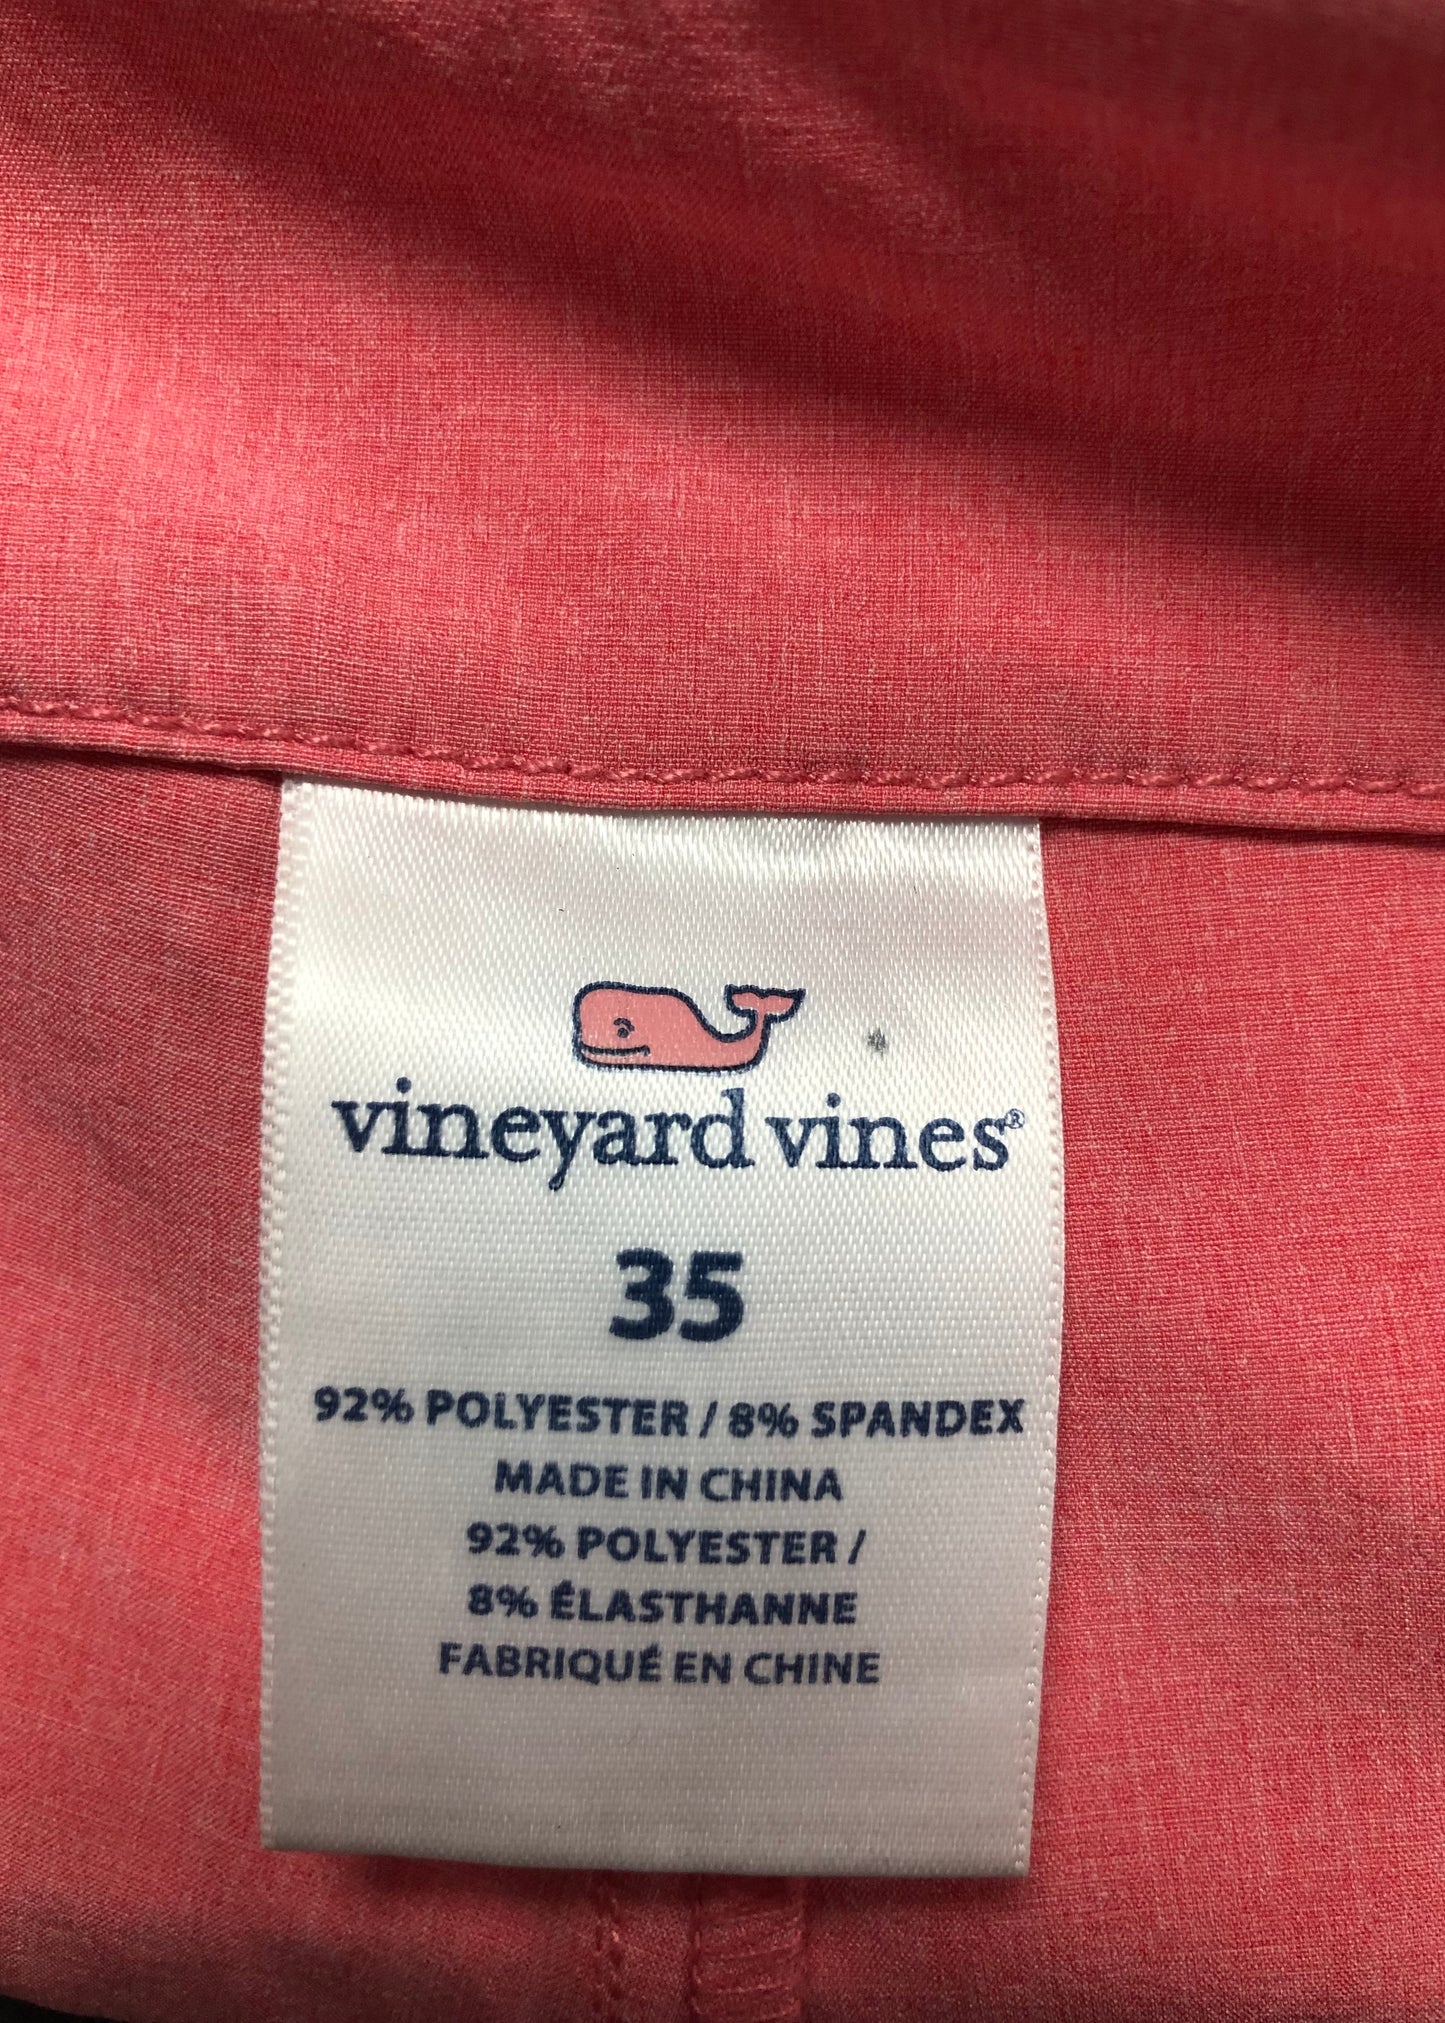 vineyard vines®
35
92% POLYESTER / 8% SPANDEX
MADE IN CHINA
92% POLYESTER /
8% ÉLASTHANNE
FABRIQUÉ EN CHINE